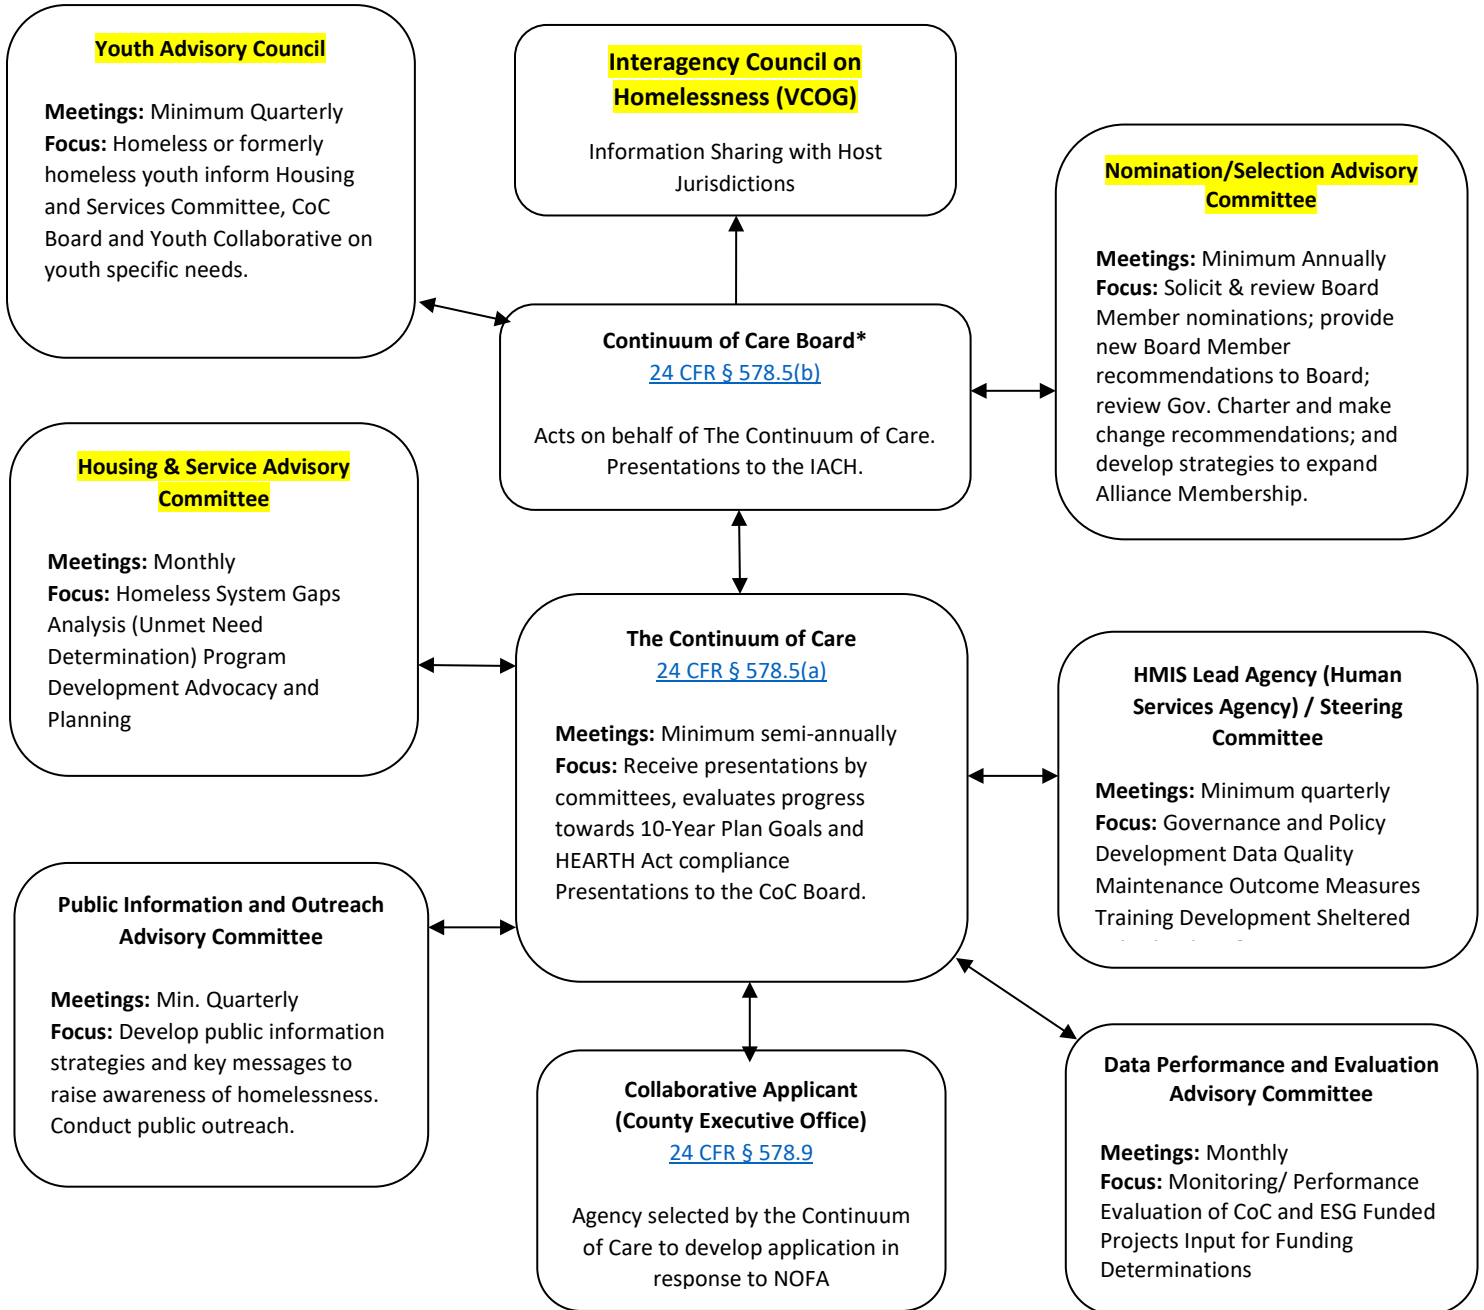 Youth Advisory Council
Meetings: Minimum Quarterly
Focus: Homeless or formerly
homeless youth inform Housing
and Services Committee, CoC
Board and Youth Collaborative on
youth specific needs.
Interagency Council on
Homelessness (VCOG)
Information Sharing with Host
Jurisdictions
Nomination/Selection Advisory
Committee
Meetings: Minimum Annually
Focus: Solicit & review Board
Member nominations; provide
new Board Member
recommendations to Board;
review Gov. Charter and make
change recommendations; and
develop strategies to expand
Alliance Membership.
Continuum of Care Board*
24 CFR § 578.5(b)
Acts on behalf of The Continuum of Care.
Presentations to the IACH.
Housing & Service Advisory
Committee
Meetings: Monthly
Focus: Homeless System Gaps
Analysis (Unmet Need
Determination) Program
Development Advocacy and
Planning
The Continuum of Care
24 CFR § 578.5(a)
Meetings: Minimum semi-annually
Focus: Receive presentations by
committees, evaluates progress
towards 10-Year Plan Goals and
HEARTH Act compliance
Presentations to the CoC Board.
HMIS Lead Agency (Human
Services Agency) / Steering
Committee
Meetings: Minimum quarterly
Focus: Governance and Policy
Development Data Quality
Maintenance Outcome Measures
Training Development Sheltered
Public Information and Outreach
Advisory Committee
Meetings: Min. Quarterly
Focus: Develop public information
strategies and key messages to
raise awareness of homelessness.
Conduct public outreach.
Collaborative Applicant
(County Executive Office)
24 CFR § 578.9
Agency selected by the Continuum
of Care to develop application in
response to NOFA
Data Performance and Evaluation
Advisory Committee
Meetings: Monthly
Focus: Monitoring/ Performance
Evaluation of CoC and ESG Funded
Projects Input for Funding
Determinations